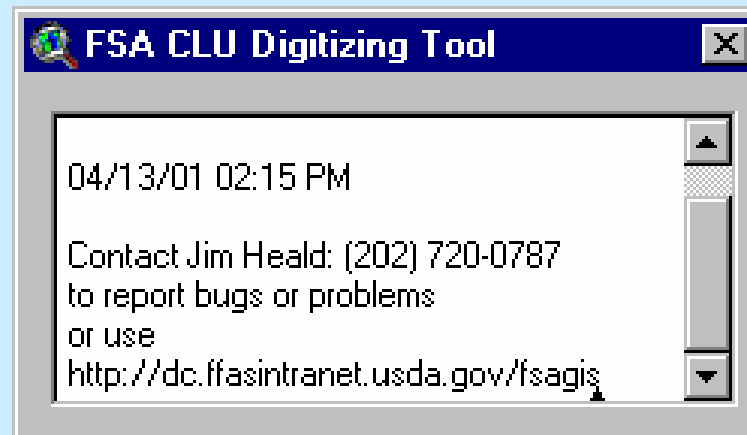 FSA CLU Digitizing Tool
04/13/01 02:15 PM
Contact Jim Heald: (202) 720-0787
to report bugs or problems
or use
http://dc.ffasintranet.usda.gov/fsagis